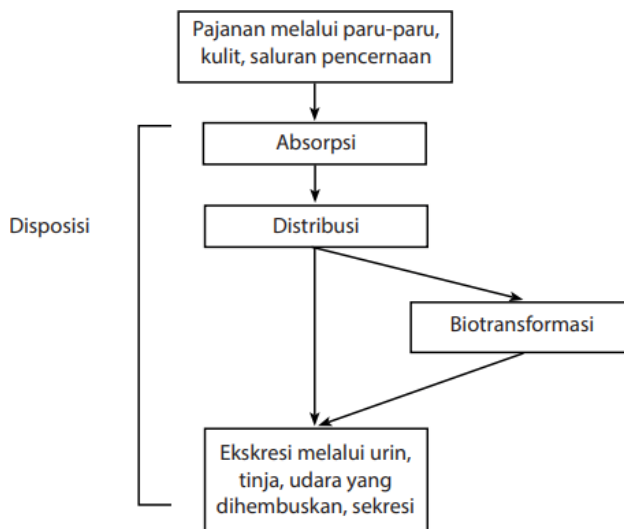 Pajanan melalui paru-paru,
kulit, saluran pencernaan
Absorpsi
Disposisi
Distribusi
Biotransformasi
Ekskresi melalui urin,
tinja, udara yang
dihembuskan, sekresi